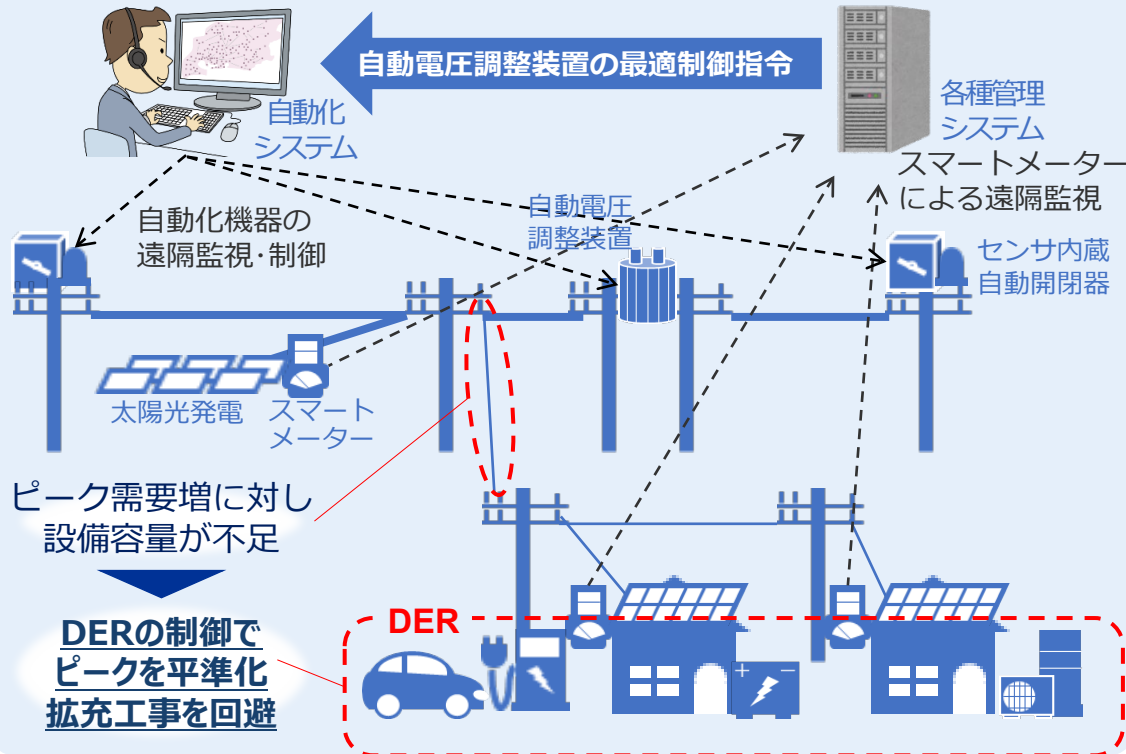 自動電圧調整装置の最適制御指令
自動化
システム
各種管理
システム
スマートメーター
による遠隔監視
自動化機器の
遠隔監視・制御
自動電圧
調整装置
センサ内蔵
自動開閉器
太陽光発電
スマート
メーター
ピーク需要増に対し
設備容量が不足
DERの制御で
ピークを平準化
拡充工事を回避
DER